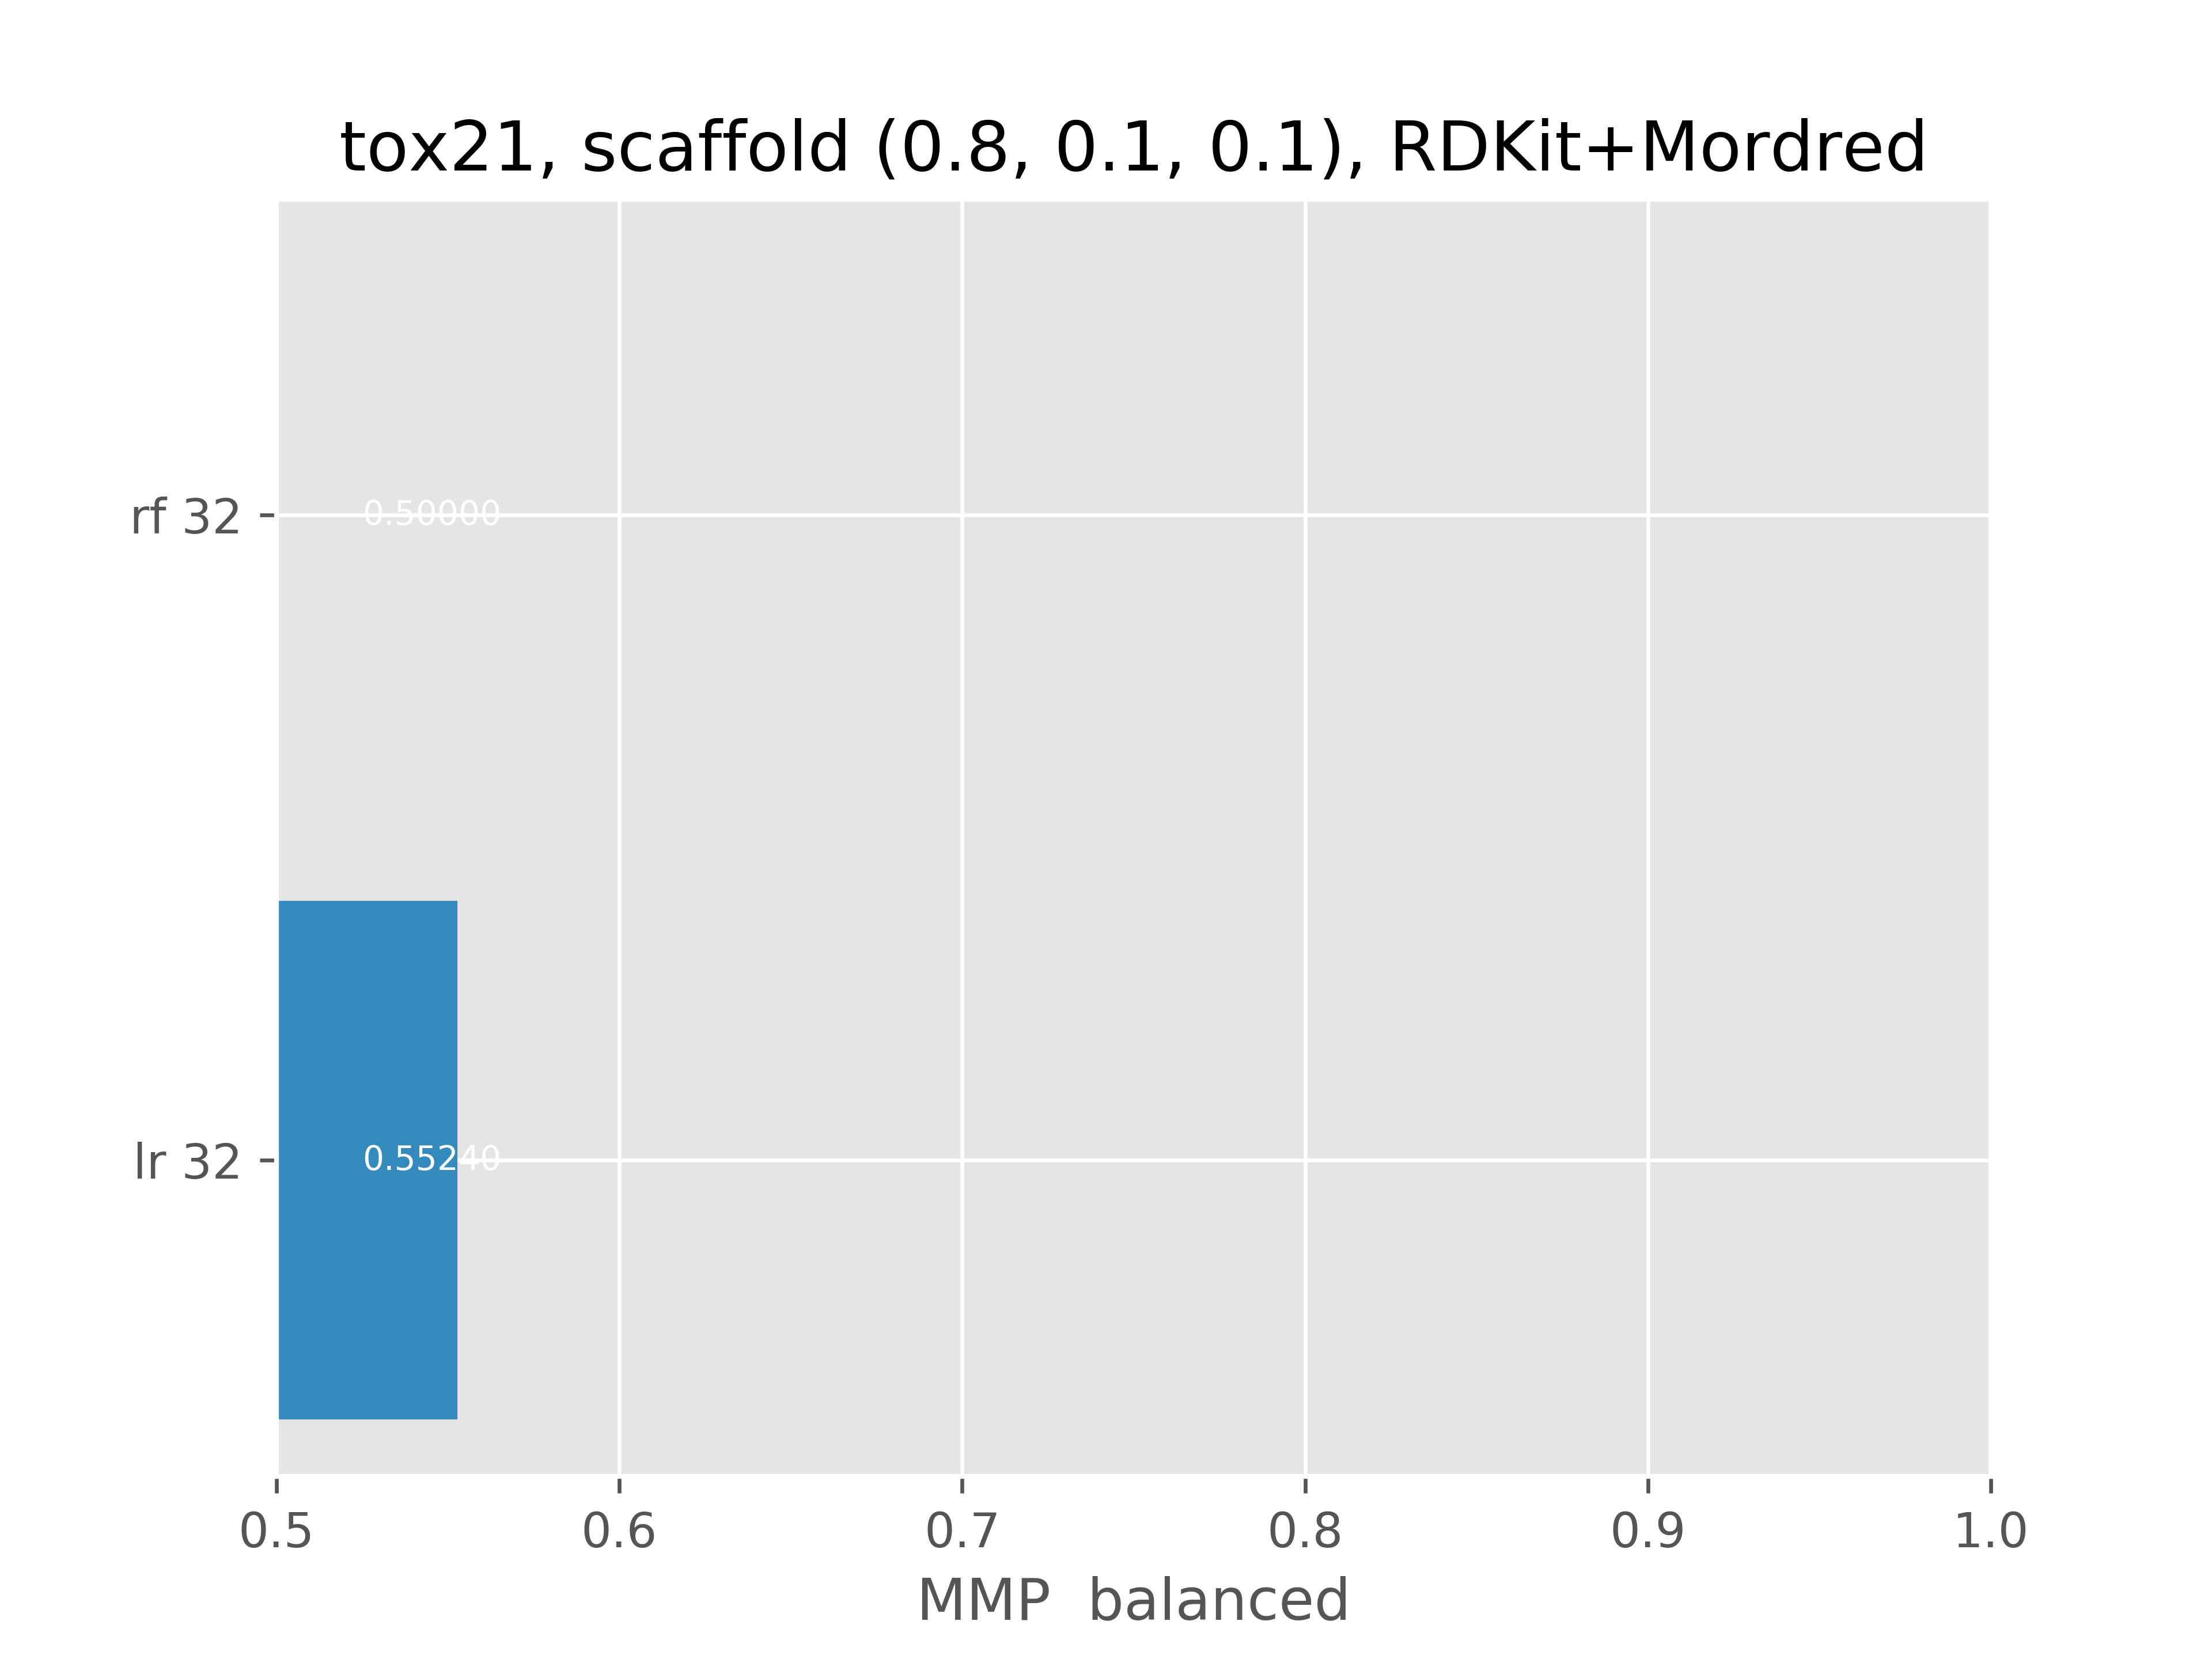 tox21, scaffold (0.8, 0.1, 0.1), RDKit+Mordred
rf 32
0.50000
lr 32
0.55240
0.5 0.6 0.7 0.8 0.9 1.0
MMP balanced